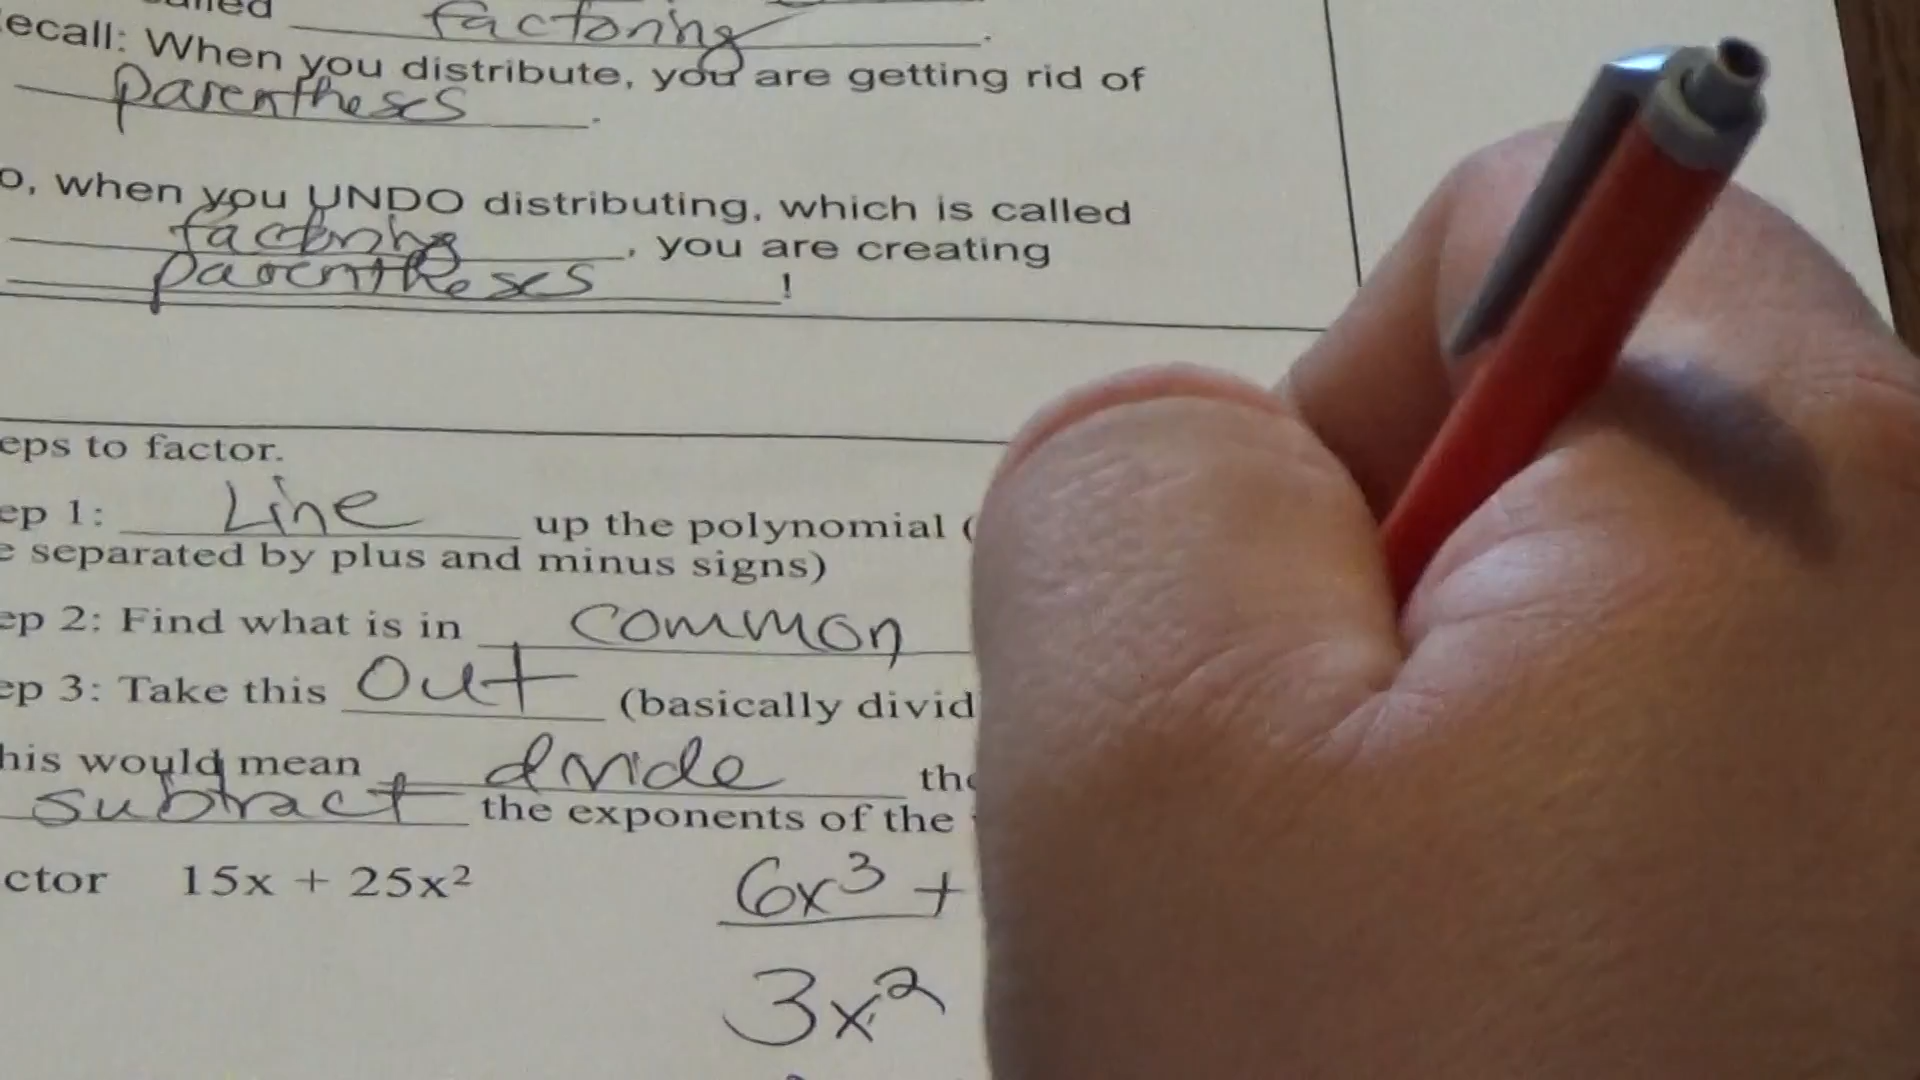 factoring.
ecall: When you distribute, you are getting rid of
parentheses.
o, when you UNDO distributing, which is called
factoring, you are creating
parentheses!
eps to factor.
ep 1: Line up the polynomial (
e separated by plus and minus signs)
ep 2: Find what is in common
ep 3: Take this out (basically divid
his would mean divide the
subtract the exponents of the
ctor 15x + 25x² 6x³ +
3x²